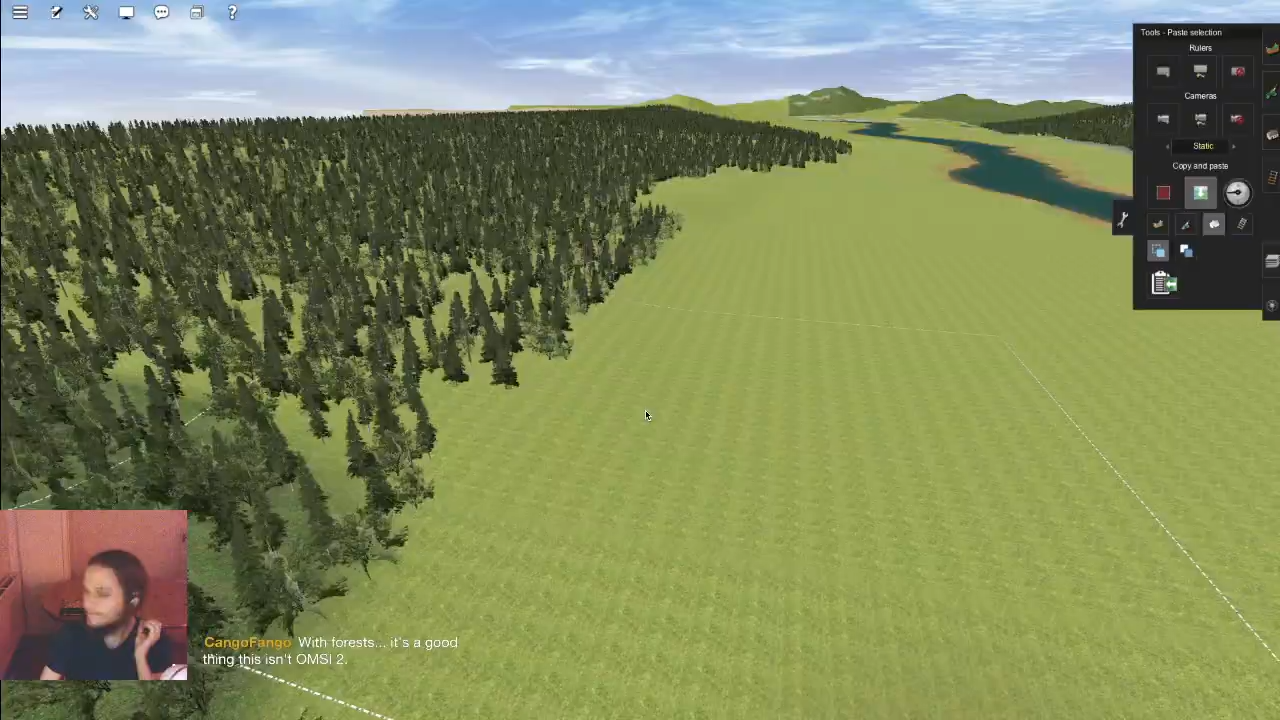 Tools - Paste selection
Rulers
Cameras
Static
Copy and paste
CangoFango With forests... it's a good
thing this isn't OMSI 2.